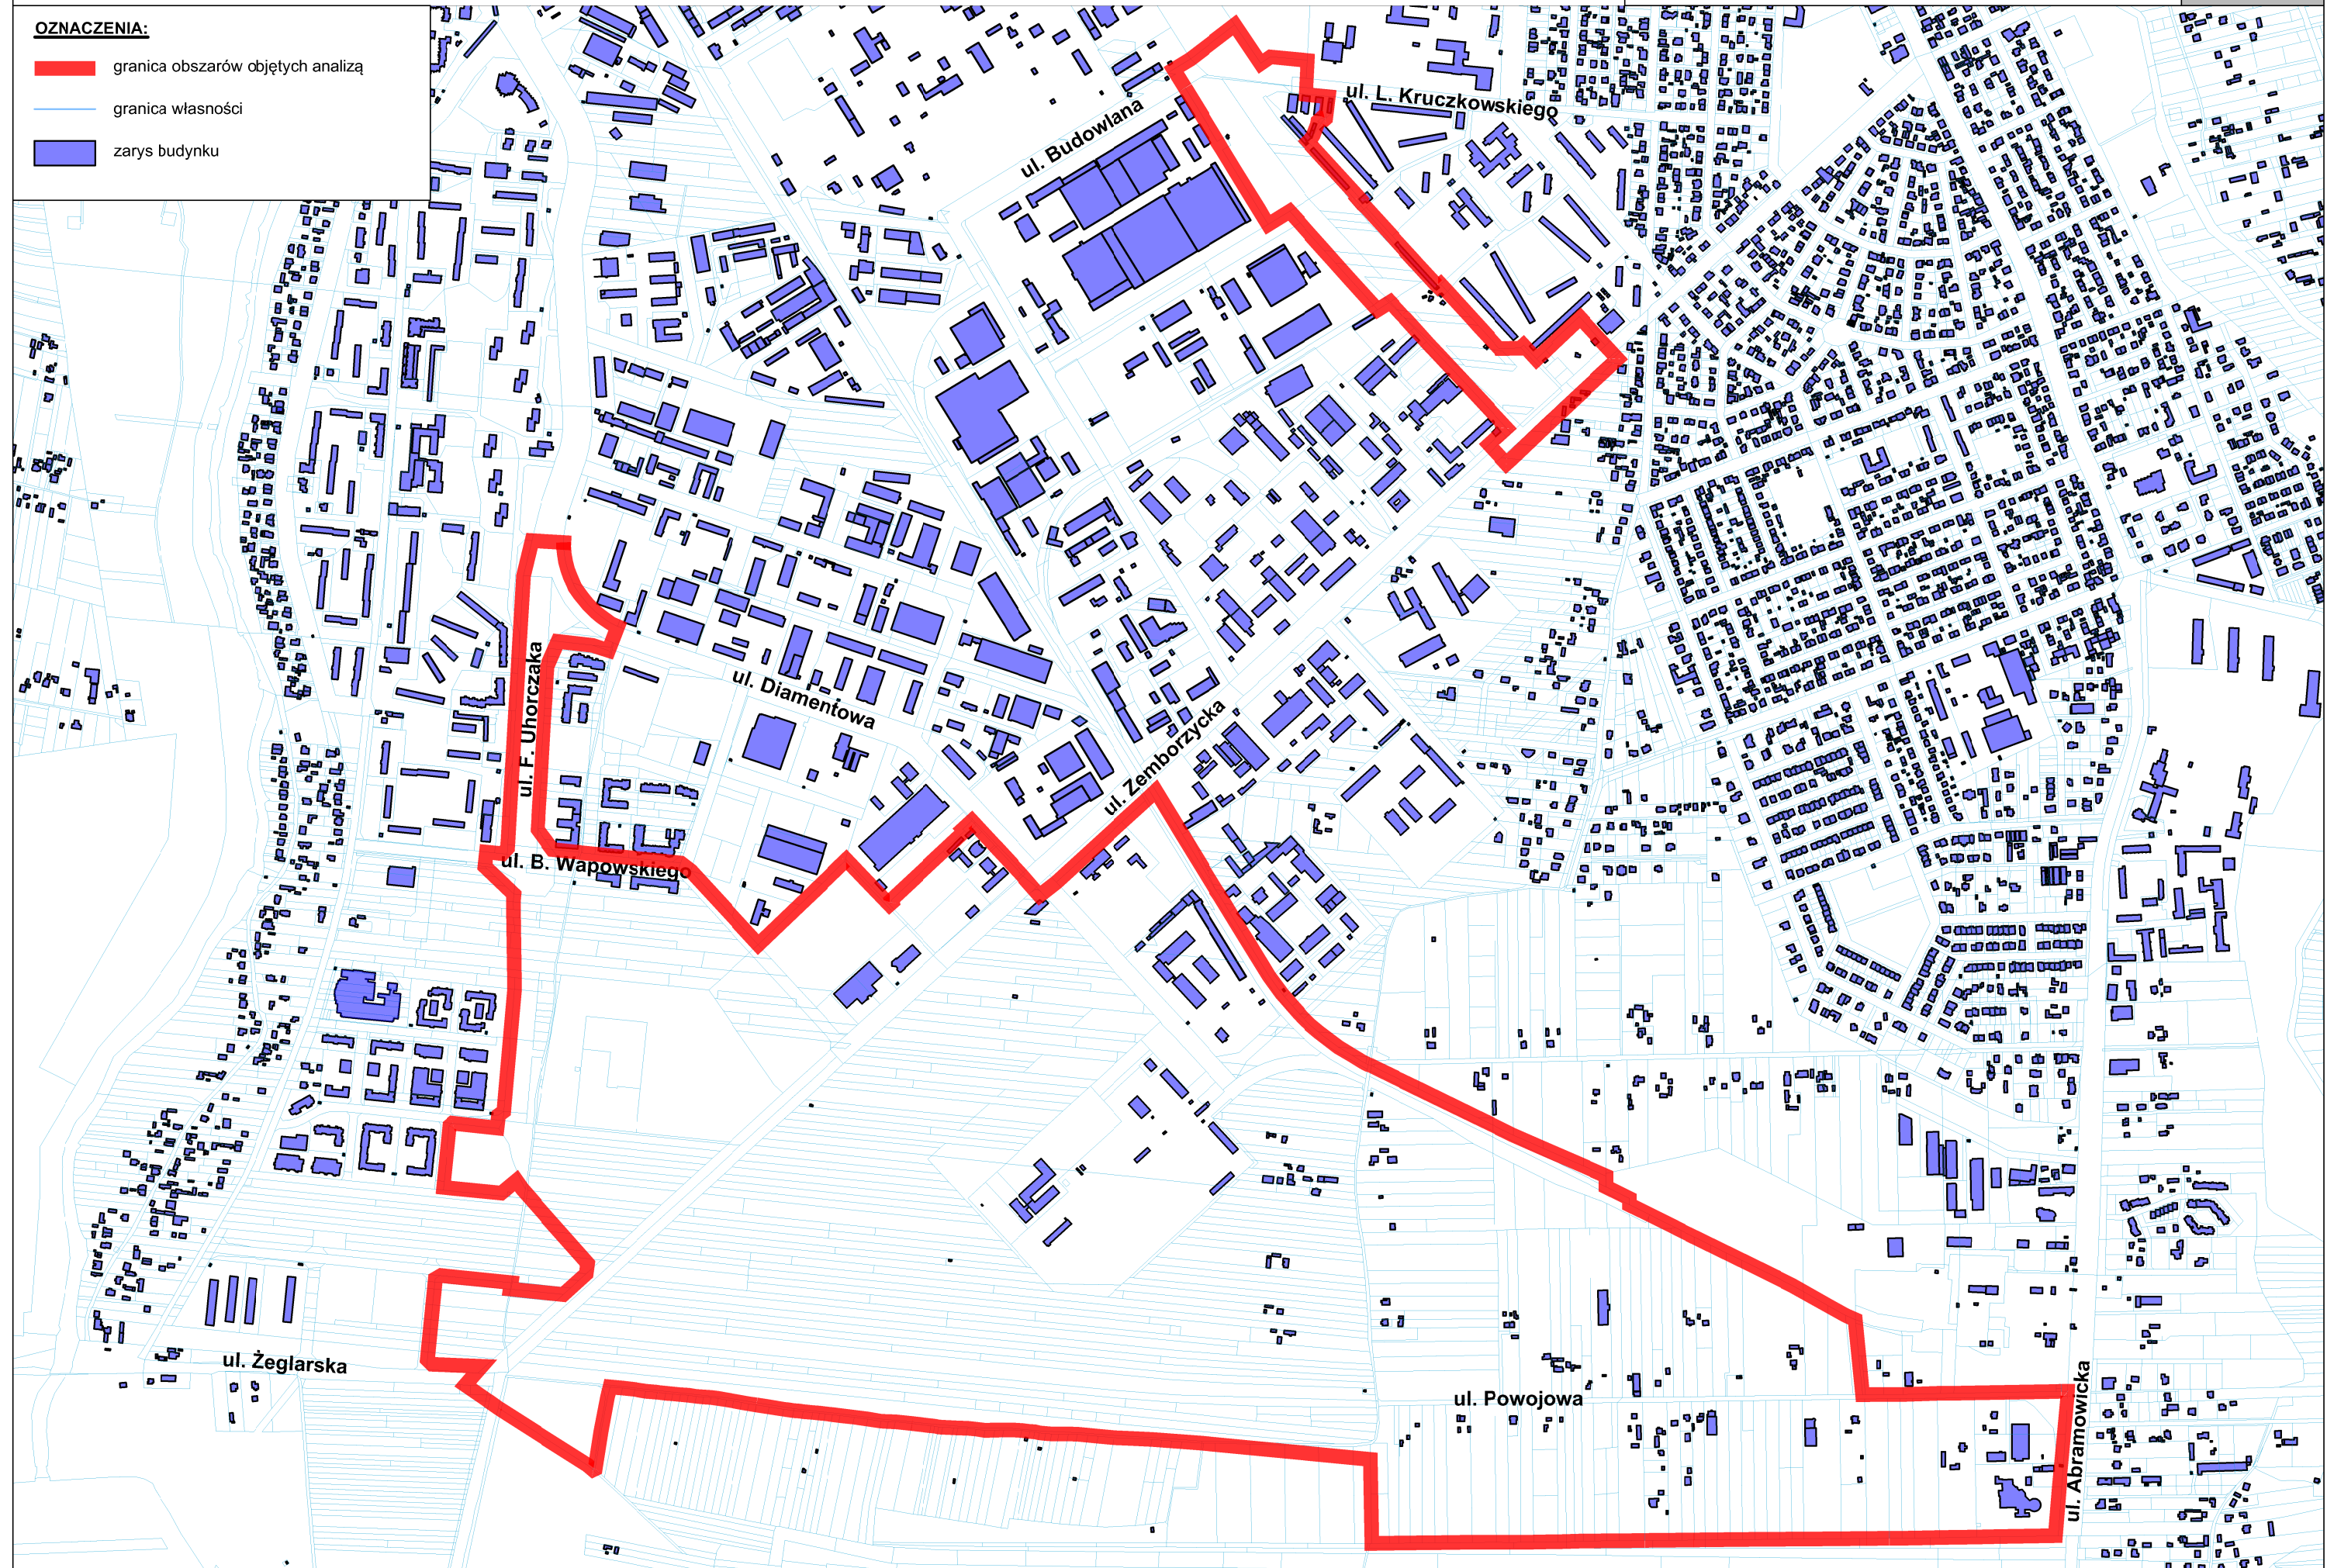 OZNACZENIA:
granica obszarów objętych analizą
granica własności
zarys budynku
ul. L. Kruczkowskiego
ul. Budowlana
ul. F. Uhorczaka
ul. Diamentowa
ul. Zemborzycka
ul. B. Wapowskiego
ul. Żeglarska
ul. Powojowa
ul. Abramowicka